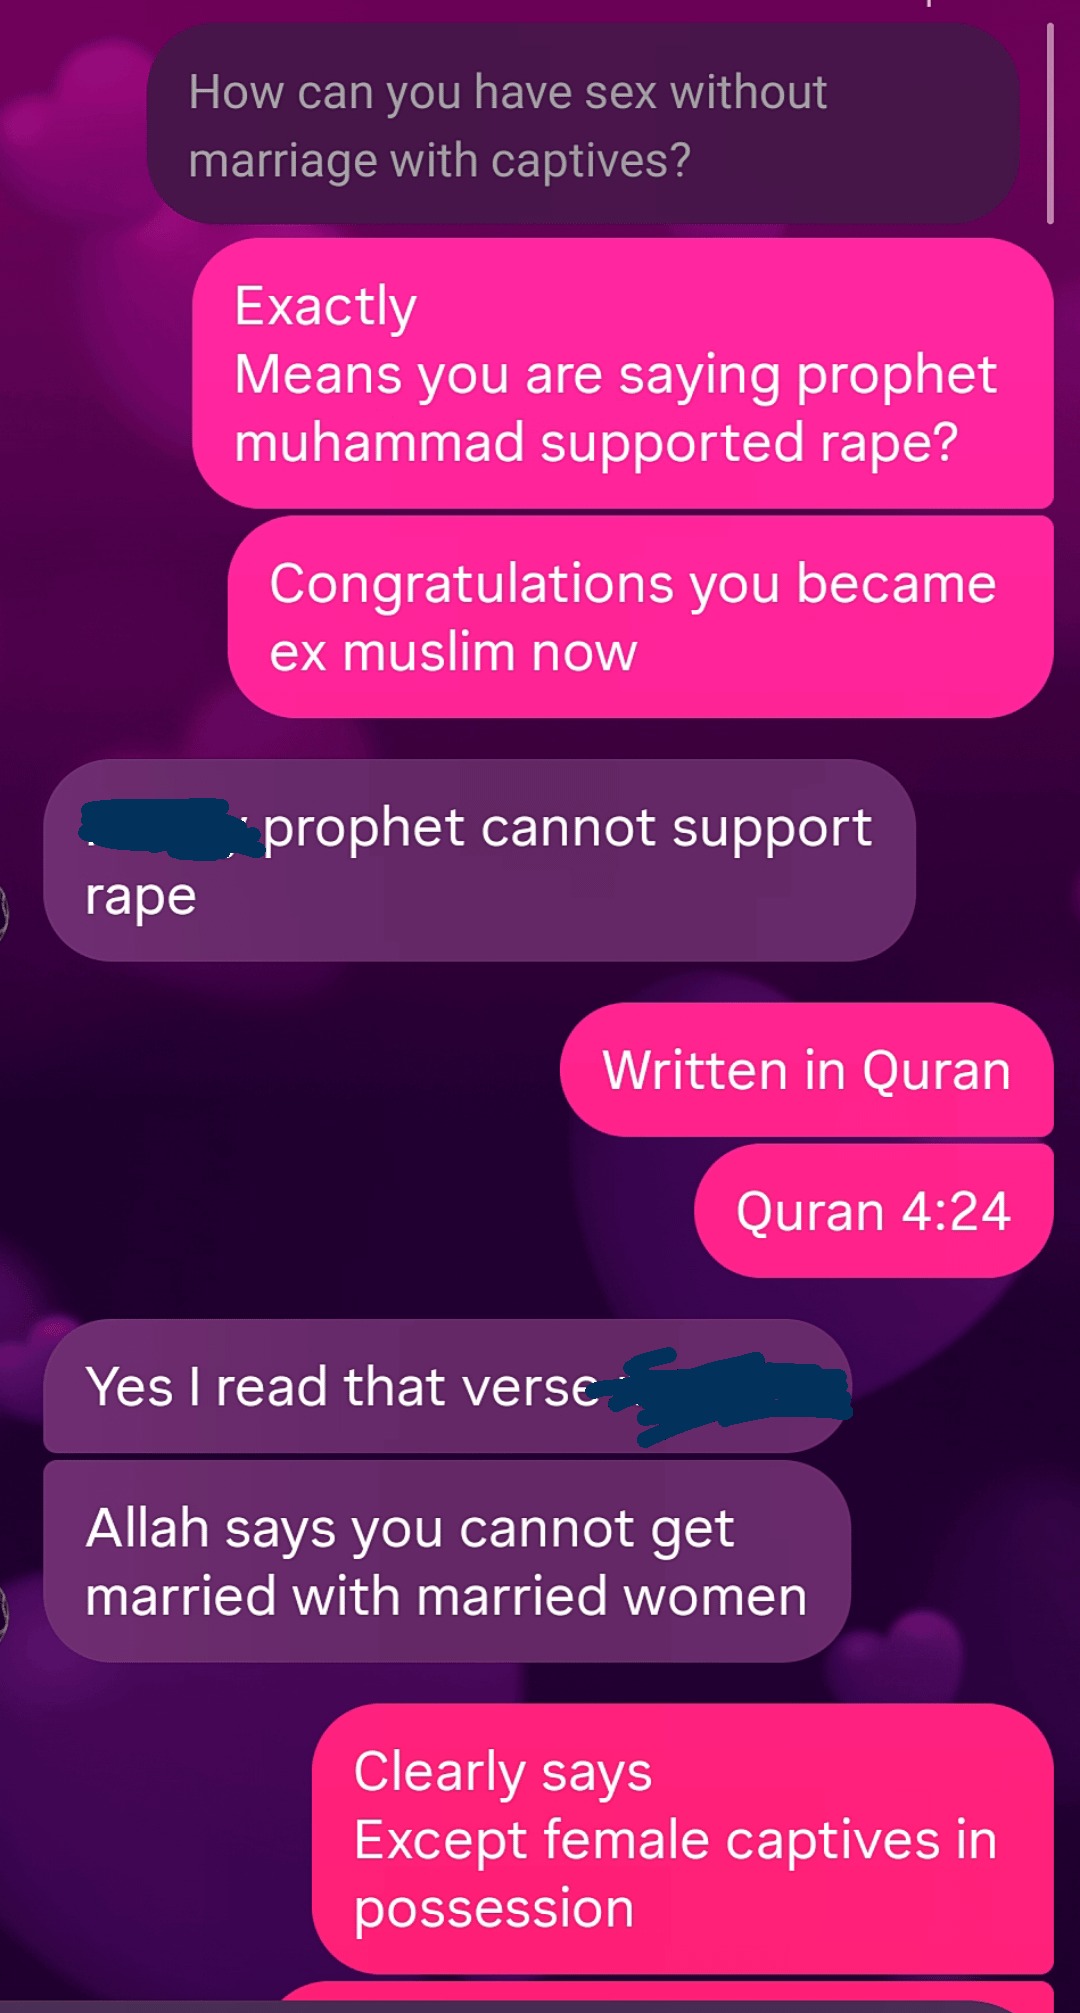 How can you have sex without
marriage with captives?
Exactly
Means you are saying prophet
muhammad supported rape?
Congratulations you became
ex muslim now
prophet cannot support
rape
Written in Quran
Quran 4:24
Yes I read that verse
Allah says you cannot get
married with married women
Clearly says
Except female captives in
possession